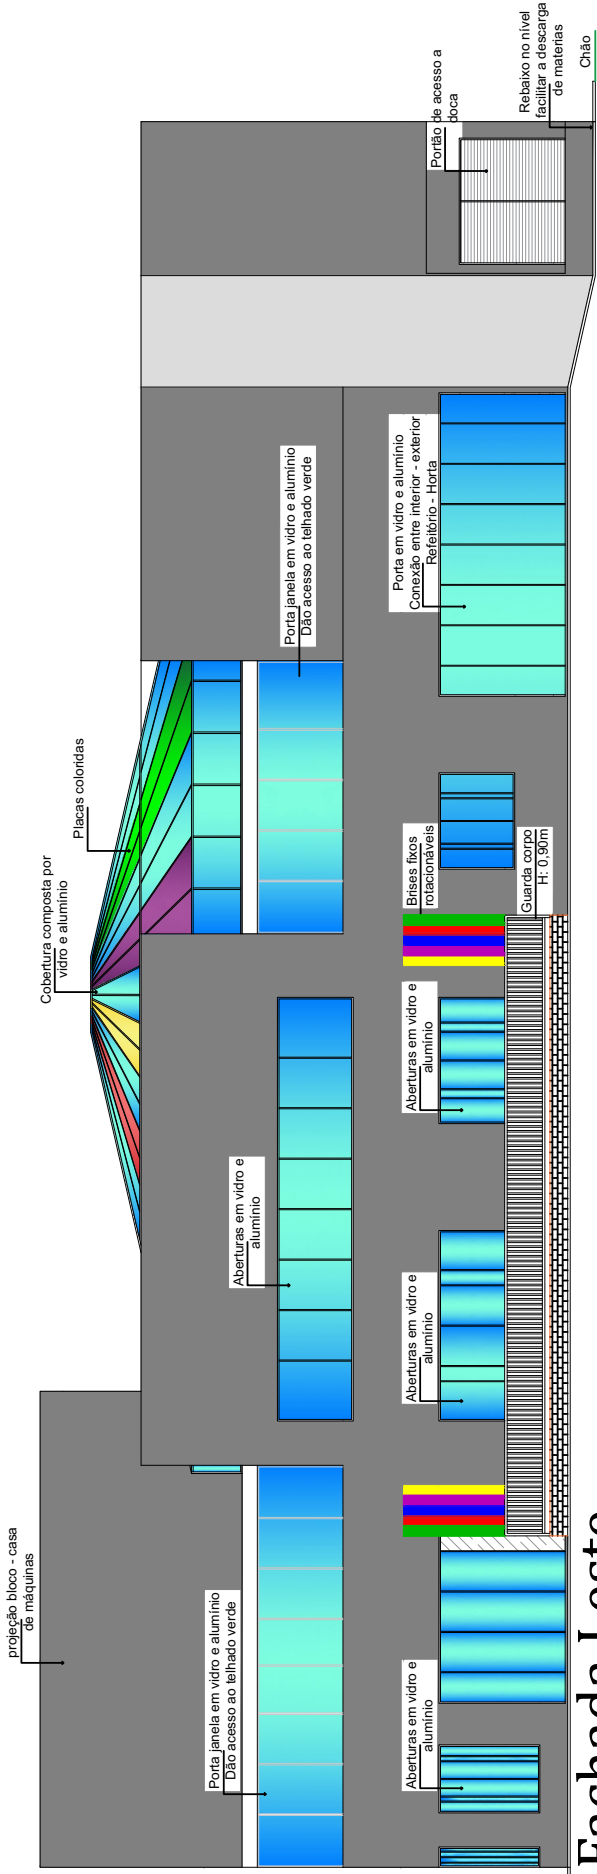 projeção bloco - casa
de máquinas
Cobertura composta por
vidro e alumínio
Placas coloridas
Porta janela em vidro e alumínio
Dão acesso ao telhado verde
Aberturas em vidro e
alumínio
Porta janela em vidro e alumínio
Dão acesso ao telhado verde
Portão de acesso a
doca
Rebaixo no nível
facilitar a descarga
de materias
Chão
Aberturas em vidro e
alumínio
Aberturas em vidro e
alumínio
Aberturas em vidro e
alumínio
Brises fixos
rotacionáveis
Guarda corpo
H: 0,90m
Porta em vidro e alumínio
Conexão entre interior - exterior
Refeitório - Horta
Fachada Leste